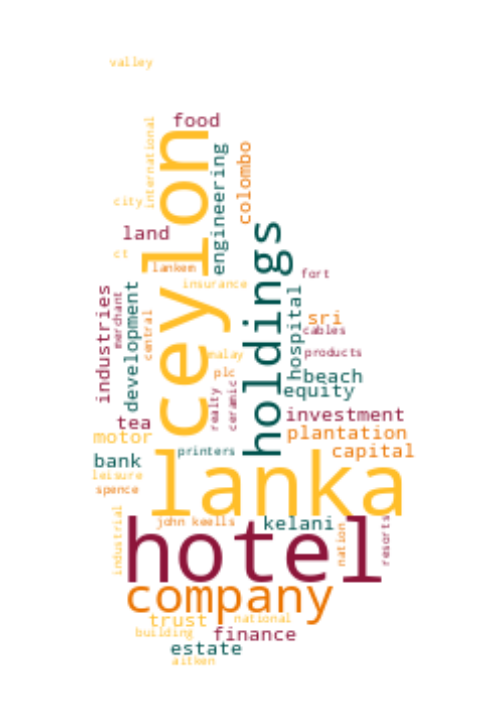 valley
food
international
ceylon
engineering
colombo
city
land
holdings
ct
lankem
fort
insurance
industries
merchant
development
central
hospital
sri
cables
malay
products
plc
beach
realty
ceramic
equity
tea
investment
motor
plantation
printers
capital
bank
lanka
leisure
spence
industrial
john keells
kelani
nation
resorts
hotel
company
trust
national
building
finance
estate
aitken